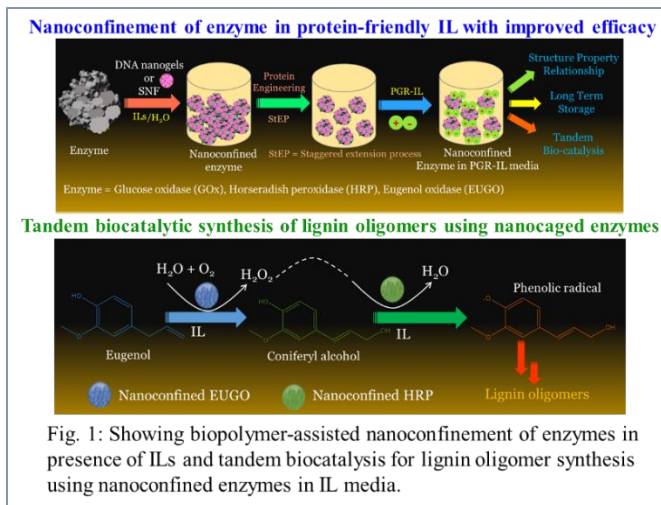 Nanoconfinement of enzyme in protein-friendly IL with improved efficacy
DNA nanogels
or
SNF
ILs/H₂O
Enzyme
Nanoconfined
enzyme
Protein
Engineering
StEP
StEP = Staggered extension process
PGR-IL
Nanoconfined
Enzyme in PGR-IL media
Structure Property
Relationship
Long Term
Storage
Tandem
Bio-catalysis
Enzyme = Glucose oxidase (GOx), Horseradish peroxidase (HRP), Eugenol oxidase (EUGO)
Tandem biocatalytic synthesis of lignin oligomers using nanocaged enzymes
H₂O + O₂
H₂O₂
H₂O
Phenolic radical
HO
O
Eugenol
IL
HO
O
OH
Coniferyl alcohol
IL
O
O
OH
Nanoconfined EUGO
Nanoconfined HRP
Lignin oligomers
Fig. 1: Showing biopolymer-assisted nanoconfinement of enzymes in
presence of ILs and tandem biocatalysis for lignin oligomer synthesis
using nanoconfined enzymes in IL media.